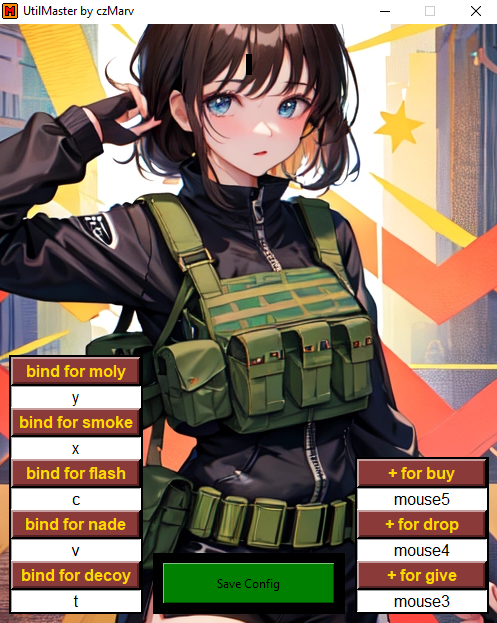 UtilMaster by czMarv
bind for moly
y
bind for smoke
x
bind for flash
c
bind for nade
v
bind for decoy
t
Save Config
+ for buy
mouse5
+ for drop
mouse4
+ for give
mouse3